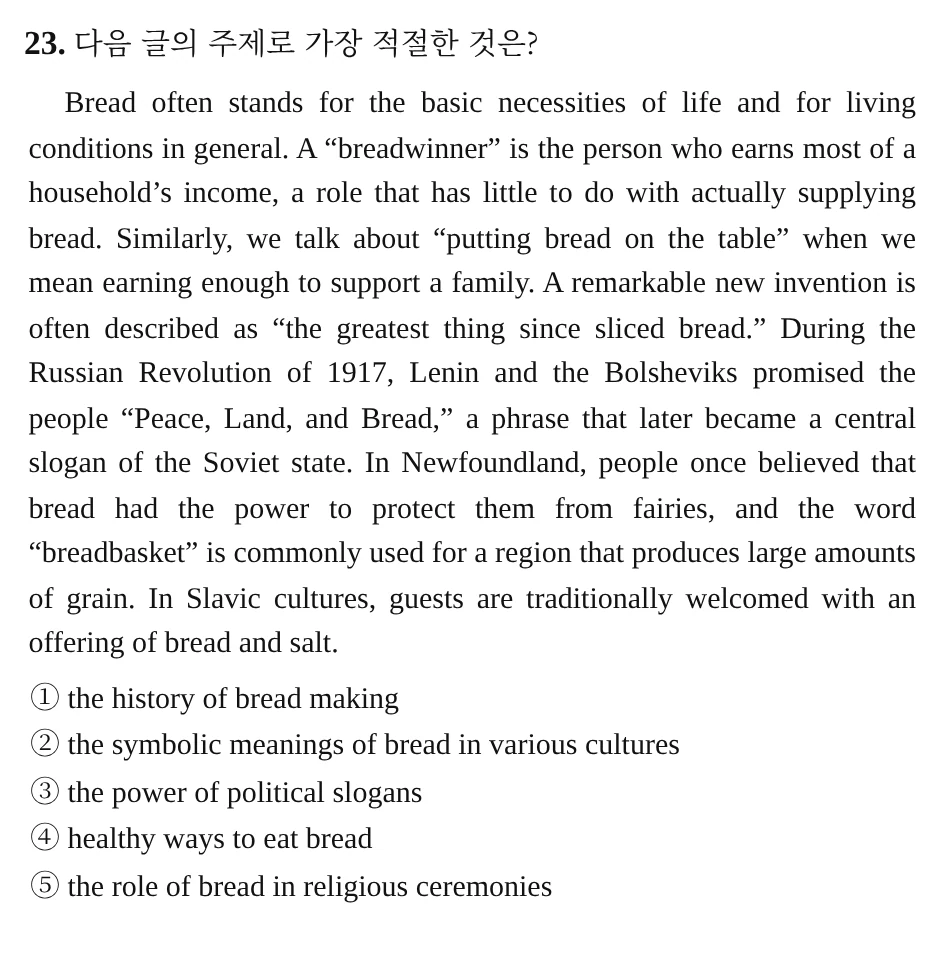 23. 다음 글의 주제로 가장 적절한 것은?
Bread often stands for the basic necessities of life and for living
conditions in general. A “breadwinner” is the person who earns most of a
household’s income, a role that has little to do with actually supplying
bread. Similarly, we talk about “putting bread on the table” when we
mean earning enough to support a family. A remarkable new invention is
often described as “the greatest thing since sliced bread.” During the
Russian Revolution of 1917, Lenin and the Bolsheviks promised the
people “Peace, Land, and Bread,” a phrase that later became a central
slogan of the Soviet state. In Newfoundland, people once believed that
bread had the power to protect them from fairies, and the word
“breadbasket” is commonly used for a region that produces large amounts
of grain. In Slavic cultures, guests are traditionally welcomed with an
offering of bread and salt.
① the history of bread making
② the symbolic meanings of bread in various cultures
③ the power of political slogans
④ healthy ways to eat bread
⑤ the role of bread in religious ceremonies